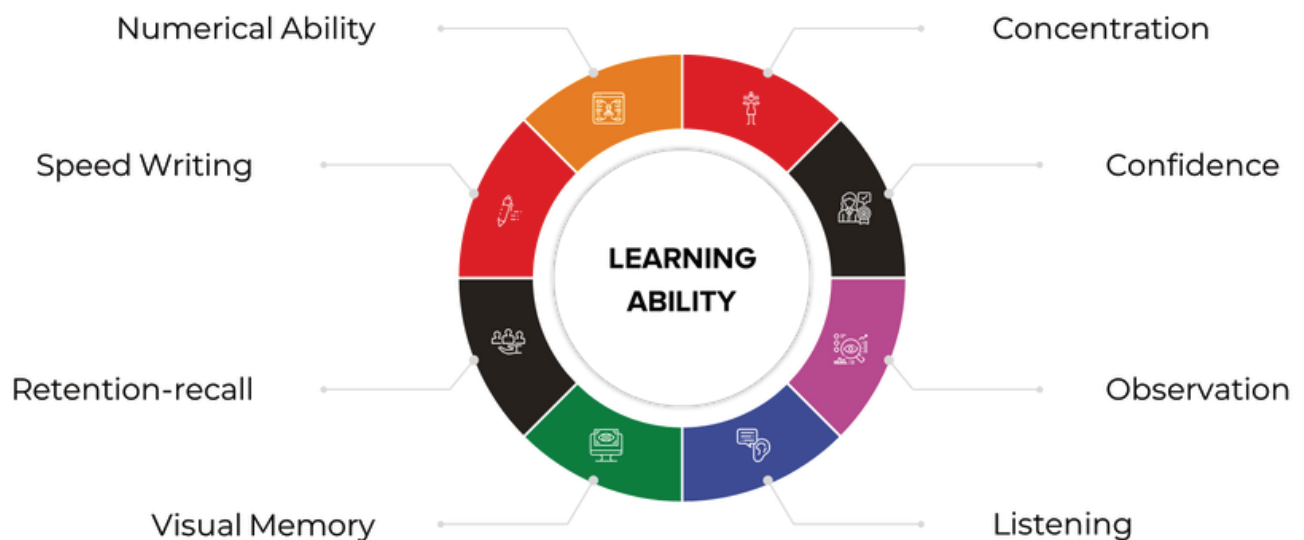 Numerical Ability
Concentration
Speed Writing
Confidence
LEARNING
ABILITY
Retention-recall
Observation
Visual Memory
Listening